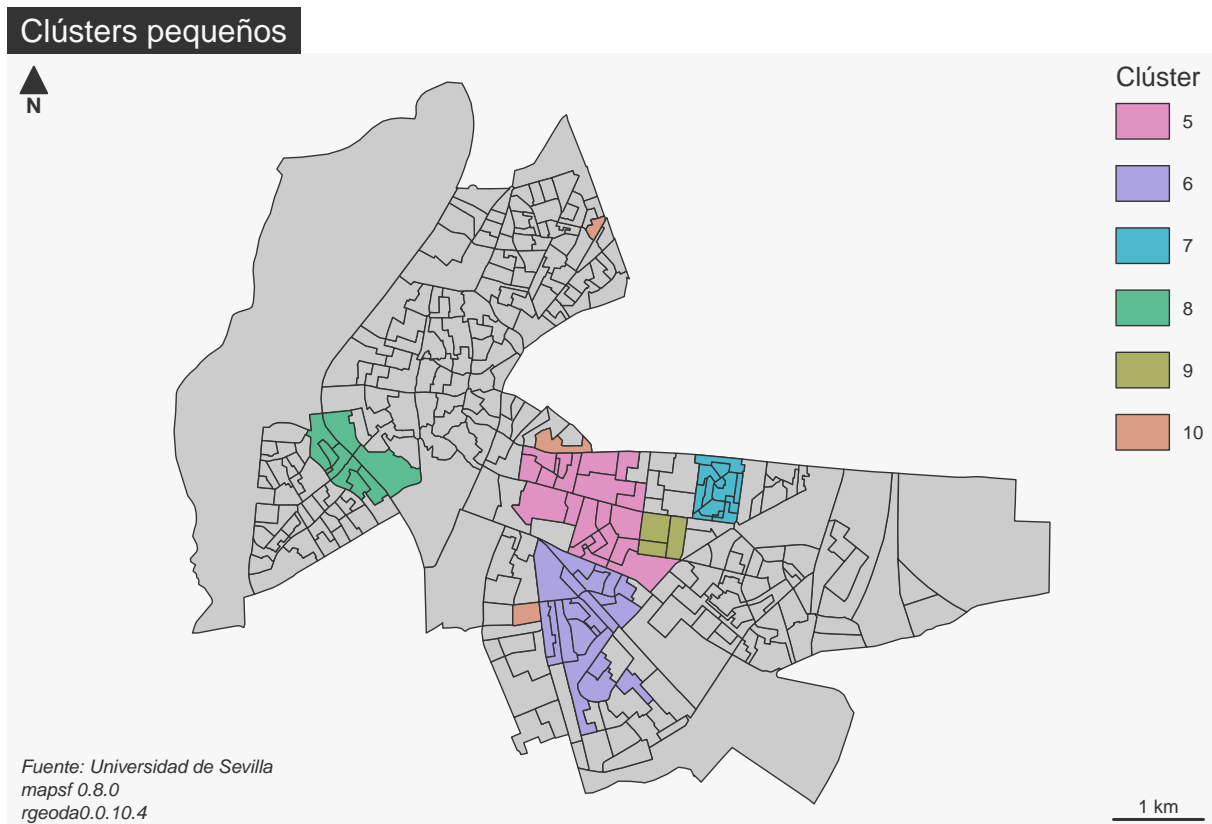 Clústers pequeños
N
Clúster
5
6
7
8
9
10
Fuente: Universidad de Sevilla
mapsf 0.8.0
rgeoda0.0.10.4
1 km